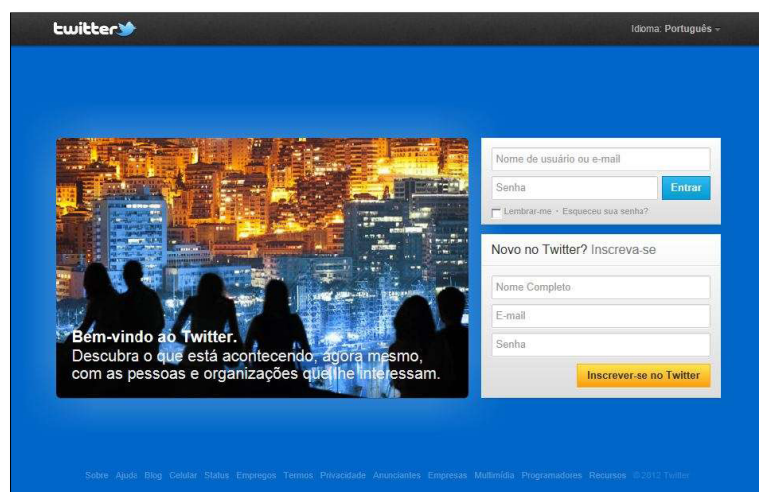 twitter
Idioma: Português
Nome de usuário ou e-mail
Senha
Entrar
Lembrar-me · Esqueceu sua senha?
Novo no Twitter? Inscreva-se
Nome Completo
E-mail
Senha
Inscrever-se no Twitter
Bem-vindo ao Twitter.
Descubra o que está acontecendo, agora mesmo,
com as pessoas e organizações que lhe interessam.
Sobre Ajuda Blog Celular Status Empregos Termos Privacidade Anunciantes Empresas Multimídia Programadores Recursos © 2012 Twitter